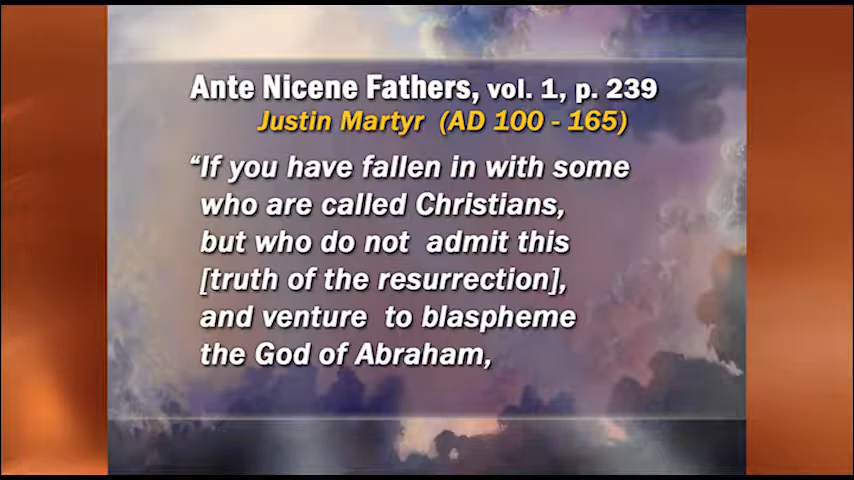 Ante Nicene Fathers, vol. 1, p. 239
Justin Martyr (AD 100 - 165)
“If you have fallen in with some
who are called Christians,
but who do not admit this
[truth of the resurrection],
and venture to blaspheme
the God of Abraham,